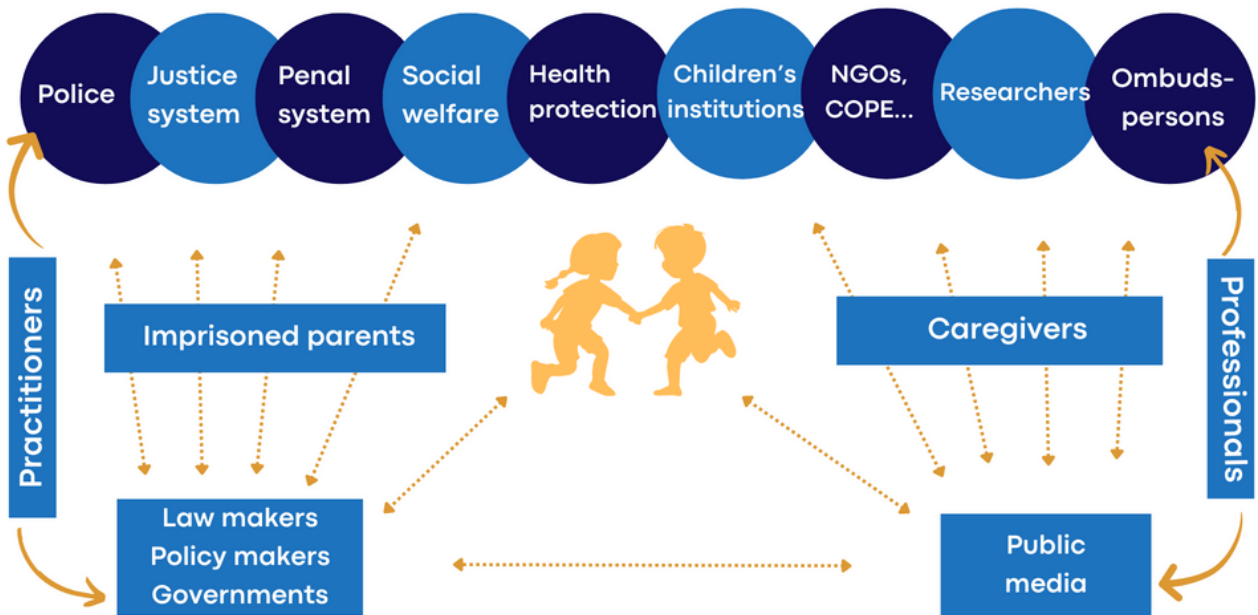 Police
Justice
system
Penal
system
Social
welfare
Health
protection
Children's
institutions
NGOs,
COPE...
Researchers
Ombuds-
persons
Practitioners
Imprisoned parents
Caregivers
Professionals
Law makers
Policy makers
Governments
Public
media